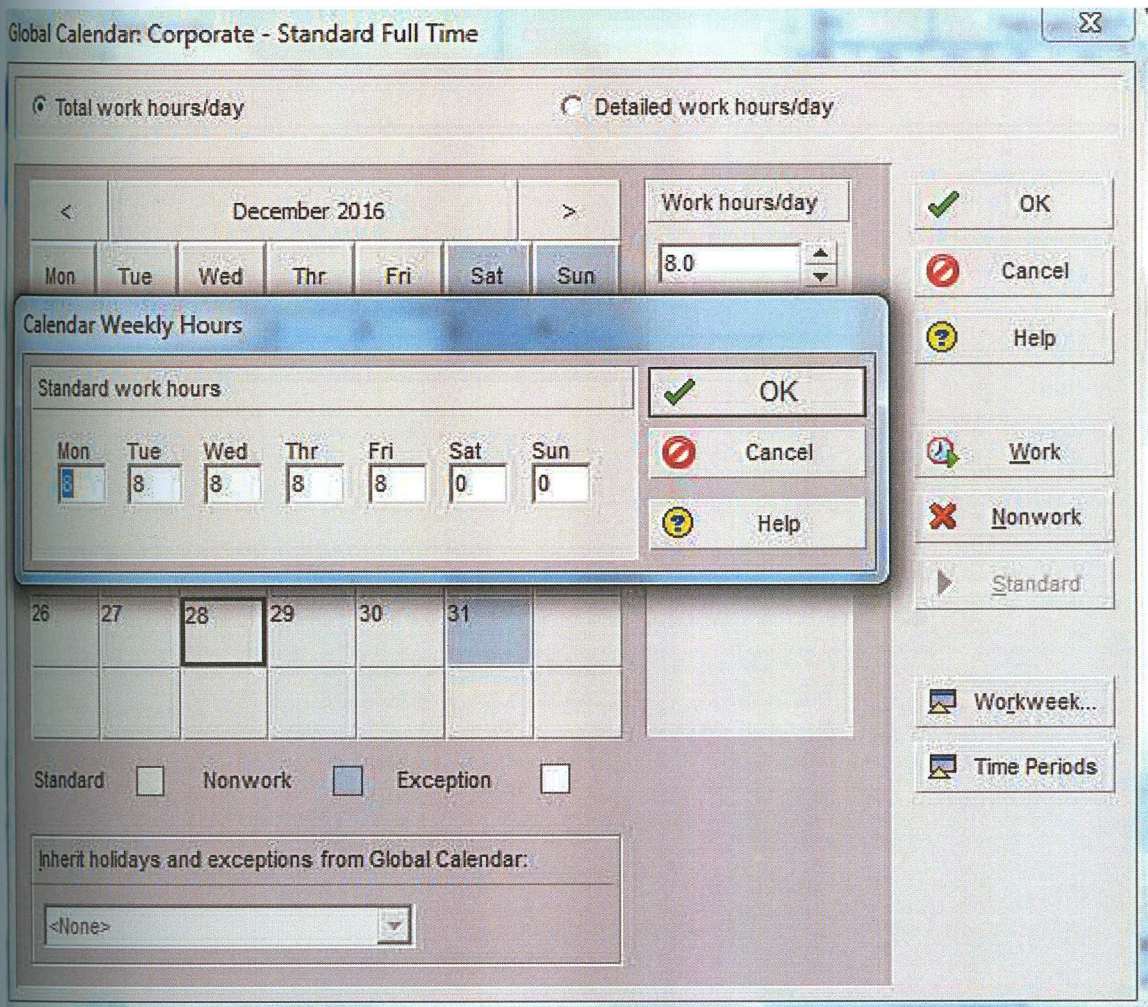 Global Calendar: Corporate - Standard Full Time
Total work hours/day
Detailed work hours/day
< December 2016 >
Work hours/day
OK
Mon Tue Wed Thr Fri Sat Sun
8.0
Cancel
Help
Calendar Weekly Hours
Standard work hours
OK
Mon Tue Wed Thr Fri Sat Sun
8 8 8 8 8 0 0
Cancel
Help
Work
Nonwork
Standard
26 27 28 29 30 31
Workweek...
Time Periods
Standard Nonwork Exception
Inherit holidays and exceptions from Global Calendar:
<None>